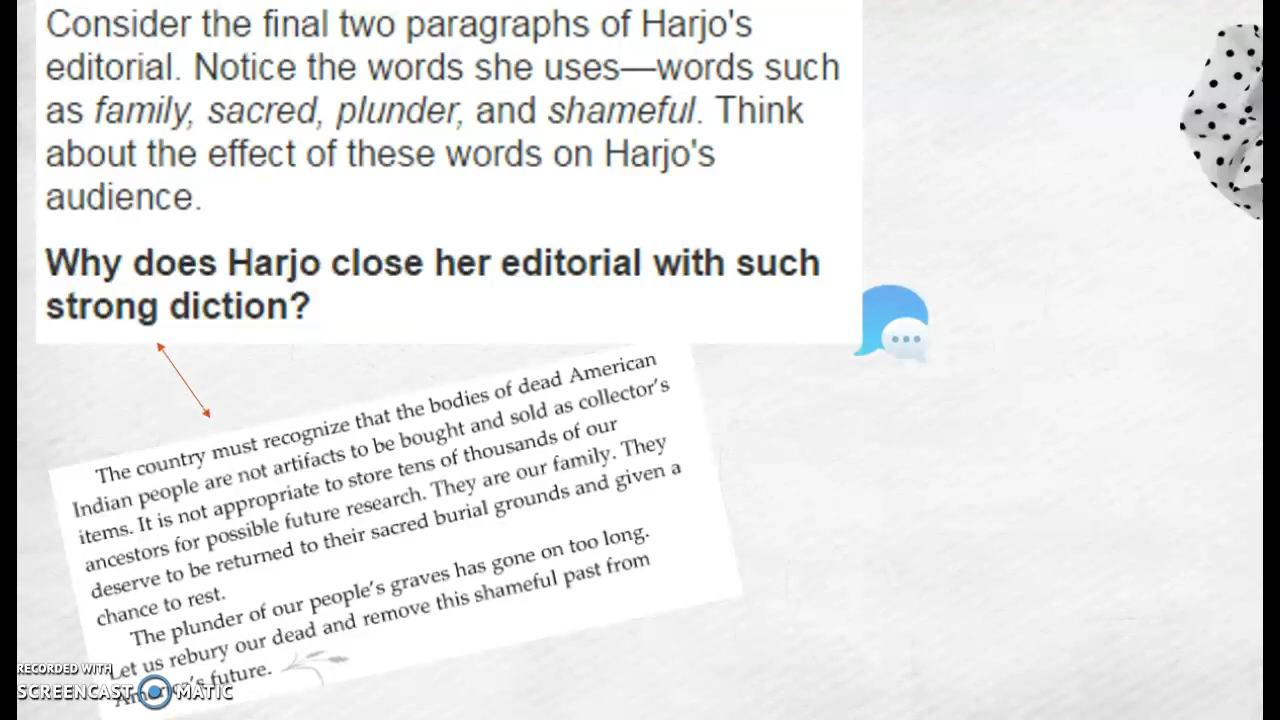 Consider the final two paragraphs of Harjo's
editorial. Notice the words she uses—words such
as family, sacred, plunder, and shameful. Think
about the effect of these words on Harjo's
audience.
Why does Harjo close her editorial with such
strong diction?
The country must recognize that the bodies of dead American
Indian people are not artifacts to be bought and sold as collector's
items. It is not appropriate to store tens of thousands of our
ancestors for possible future research. They are our family. They
deserve to be returned to their sacred burial grounds and given a
chance to rest.
The plunder of our people's graves has gone on too long.
Let us rebury our dead and remove this shameful past from
America's future.
RECORDED WITH
SCREENCAST MATIC